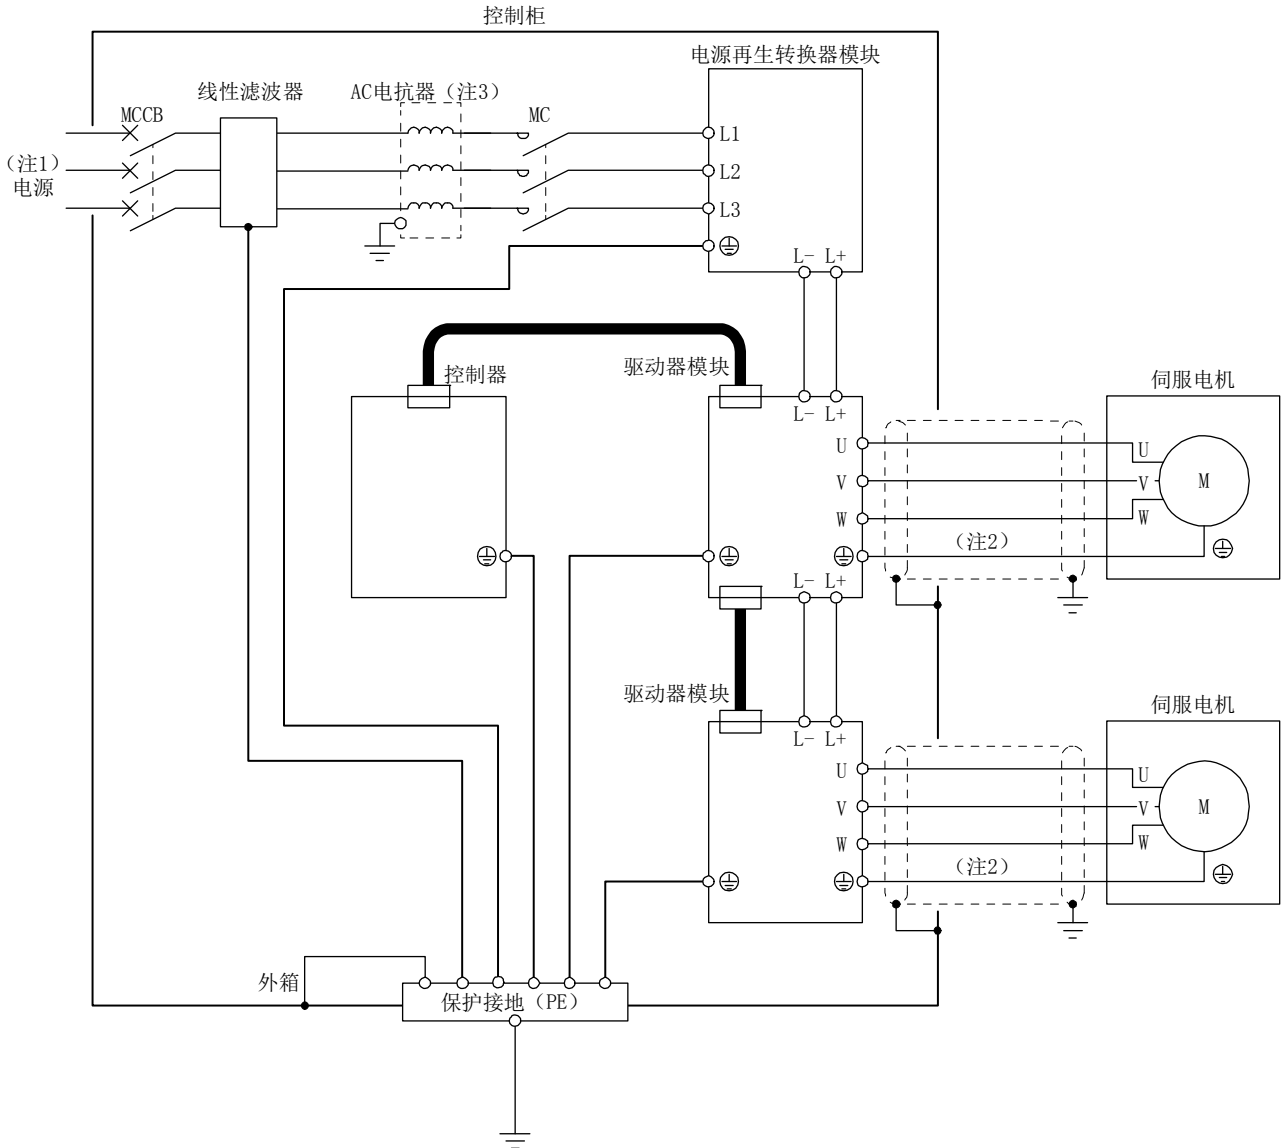 控制柜
电源再生转换器模块
线性滤波器
AC电抗器（注3）
MCCB
MC
（注1）
电源
L1
L2
L3
L- L+
控制器
驱动器模块
L- L+
伺服电机
U
V
W
U
V
W
M
（注2）
L- L+
驱动器模块
L- L+
伺服电机
U
V
W
U
V
W
M
（注2）
外箱
保护接地（PE）